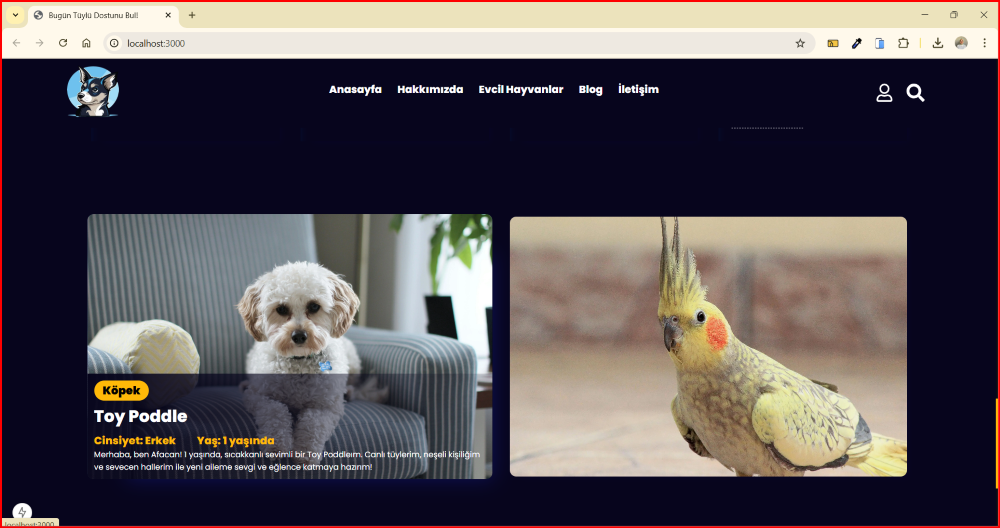 Bugün Tüylü Dostunu Bul!
localhost:3000
Anasayfa Hakkımızda Evcil Hayvanlar Blog İletişim
Köpek
Toy Poddle
Cinsiyet: Erkek Yaş: 1 yaşında
Merhaba, ben Afacan! 1 yaşında, sıcakkanlı sevimli bir Toy Poddleım. Canlı tüylerim, neşeli kişiliğim
ve sevecen hallerim ile yeni aileme sevgi ve eğlence katmaya hazırım!
localhost:3000